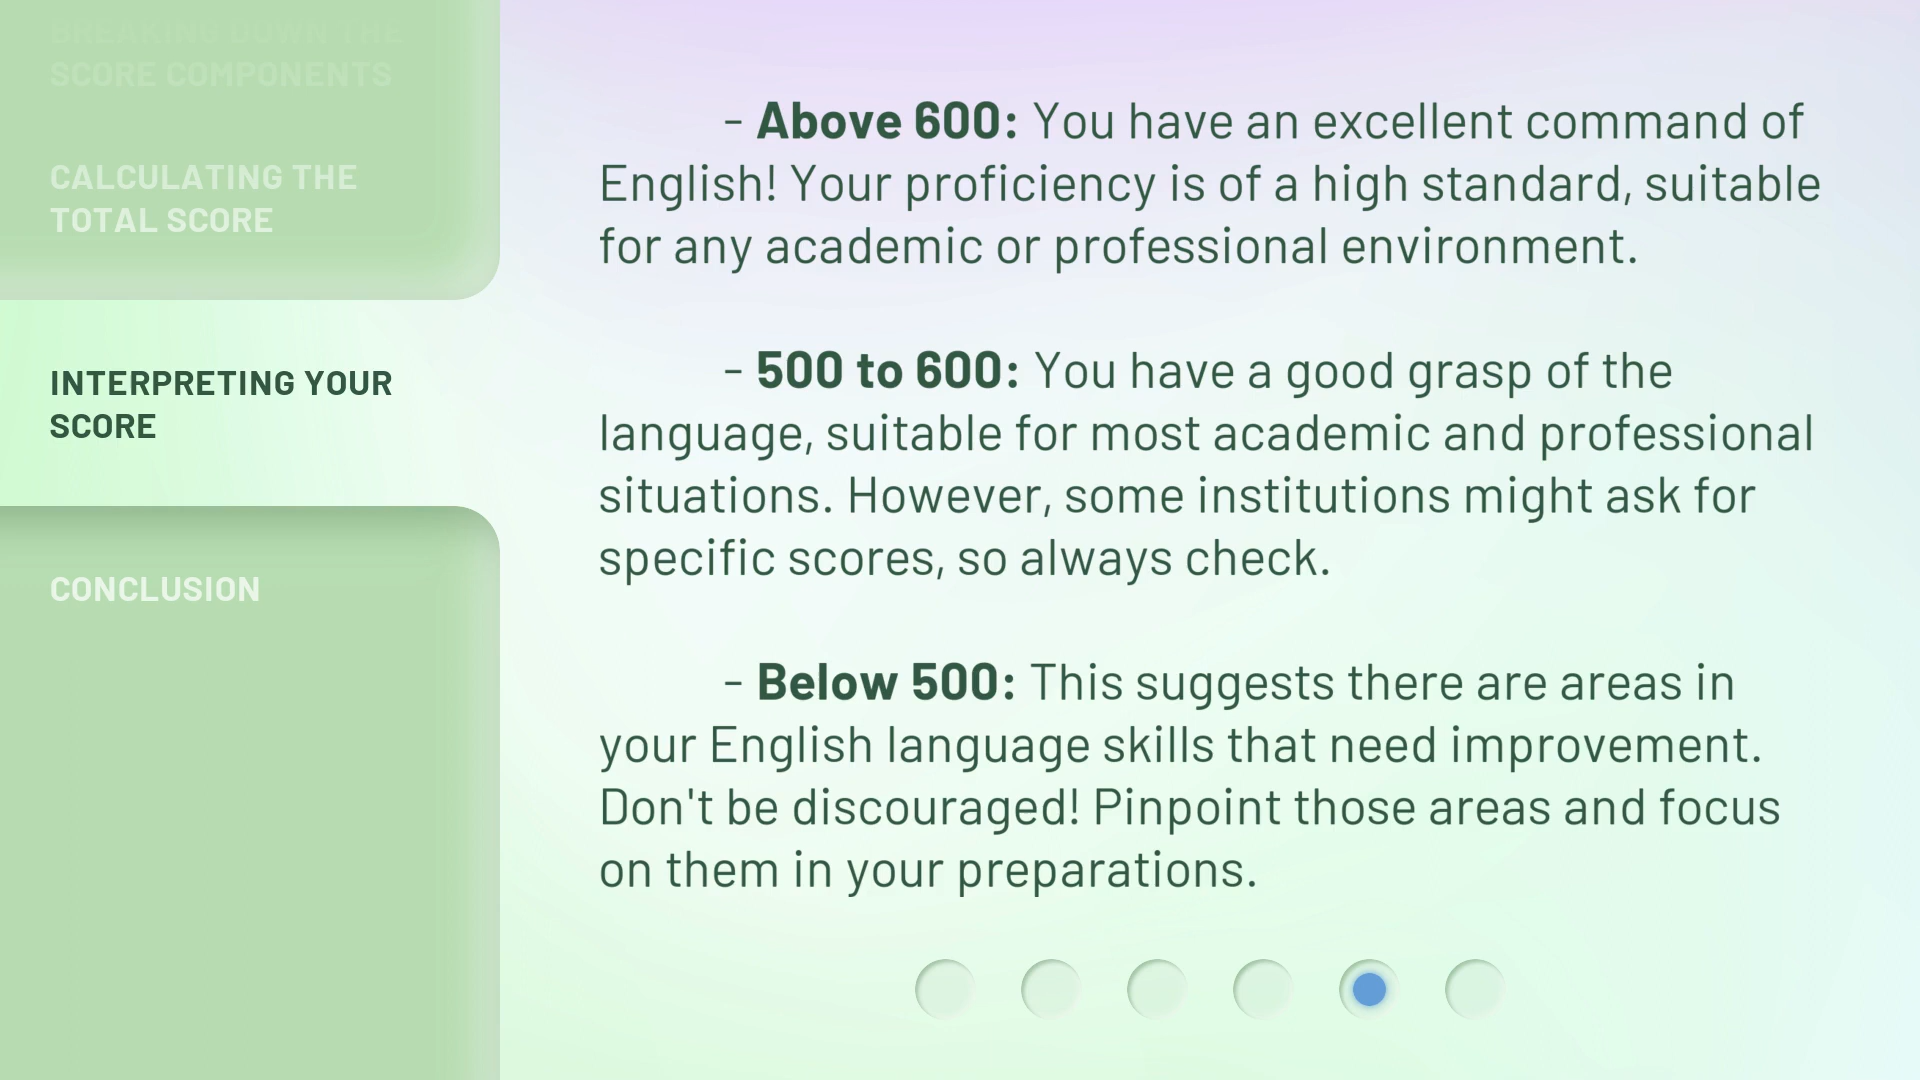 BREAKING DOWN THE
SCORE COMPONENTS
CALCULATING THE
TOTAL SCORE
INTERPRETING YOUR
SCORE
CONCLUSION
- Above 600: You have an excellent command of
English! Your proficiency is of a high standard, suitable
for any academic or professional environment.
- 500 to 600: You have a good grasp of the
language, suitable for most academic and professional
situations. However, some institutions might ask for
specific scores, so always check.
- Below 500: This suggests there are areas in
your English language skills that need improvement.
Don't be discouraged! Pinpoint those areas and focus
on them in your preparations.